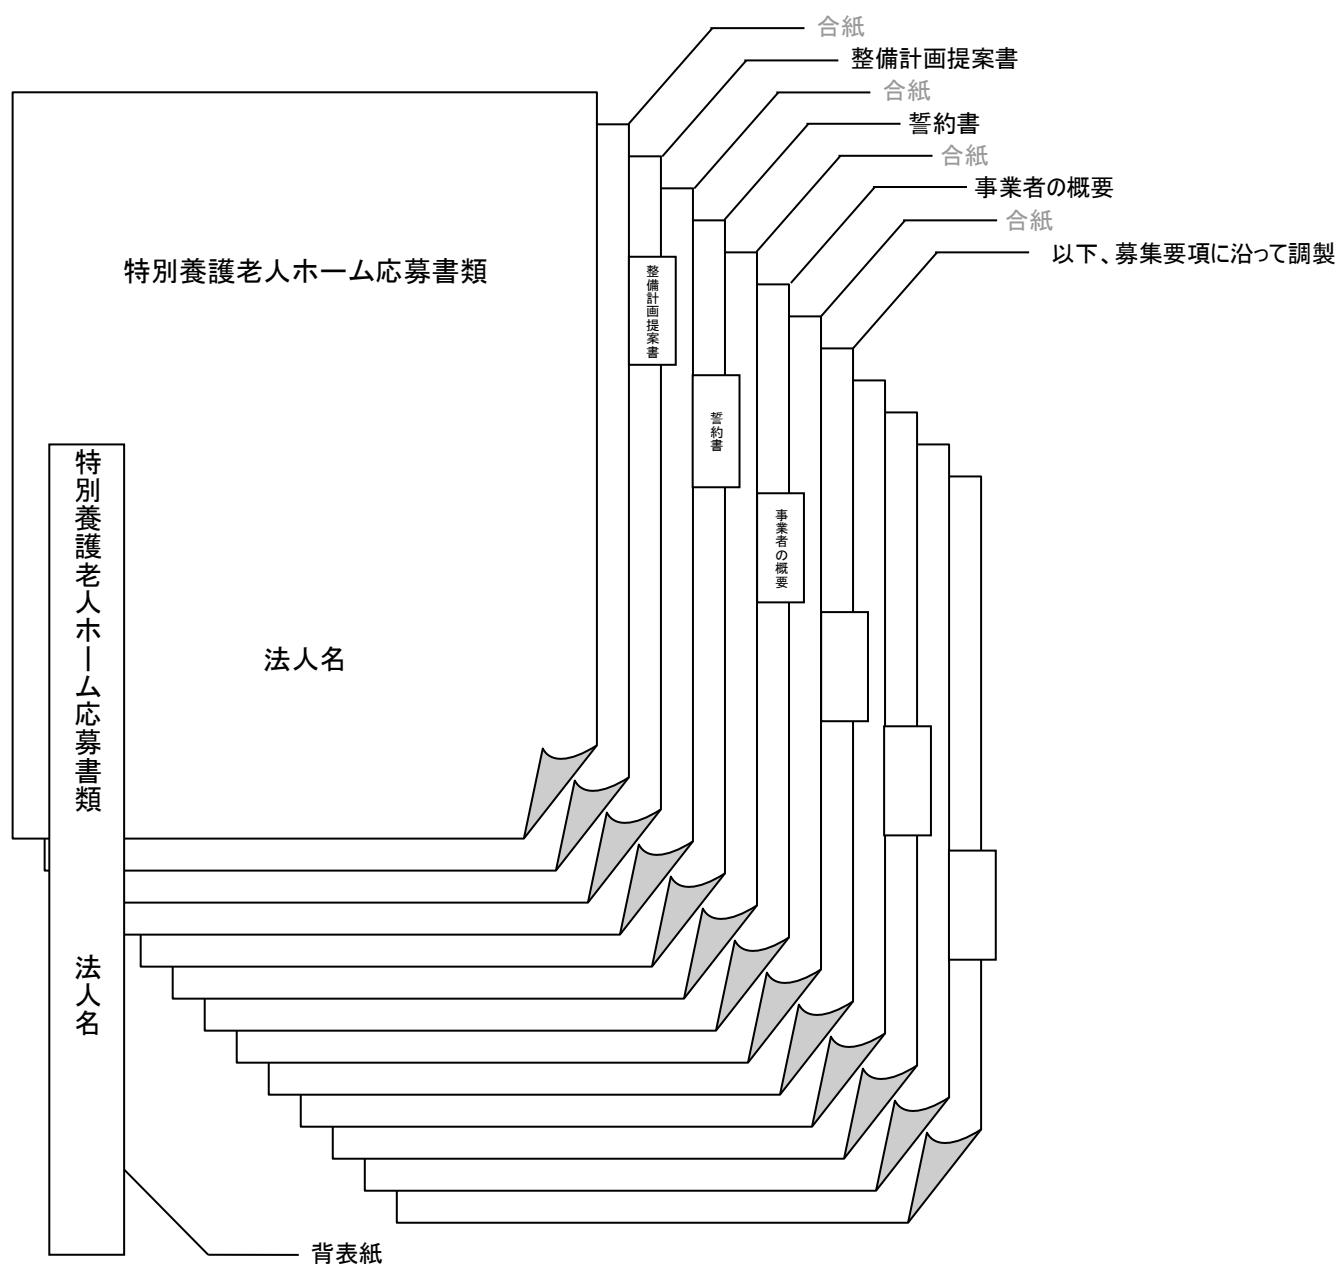 合紙
整備計画提案書
合紙
誓約書
合紙
事業者の概要
合紙
以下、募集要項に沿って調製
特別養護老人ホーム応募書類
整備計画提案書
誓約書
事業者の概要
法人名
特別養護老人ホーム応募書類
法人名
背表紙